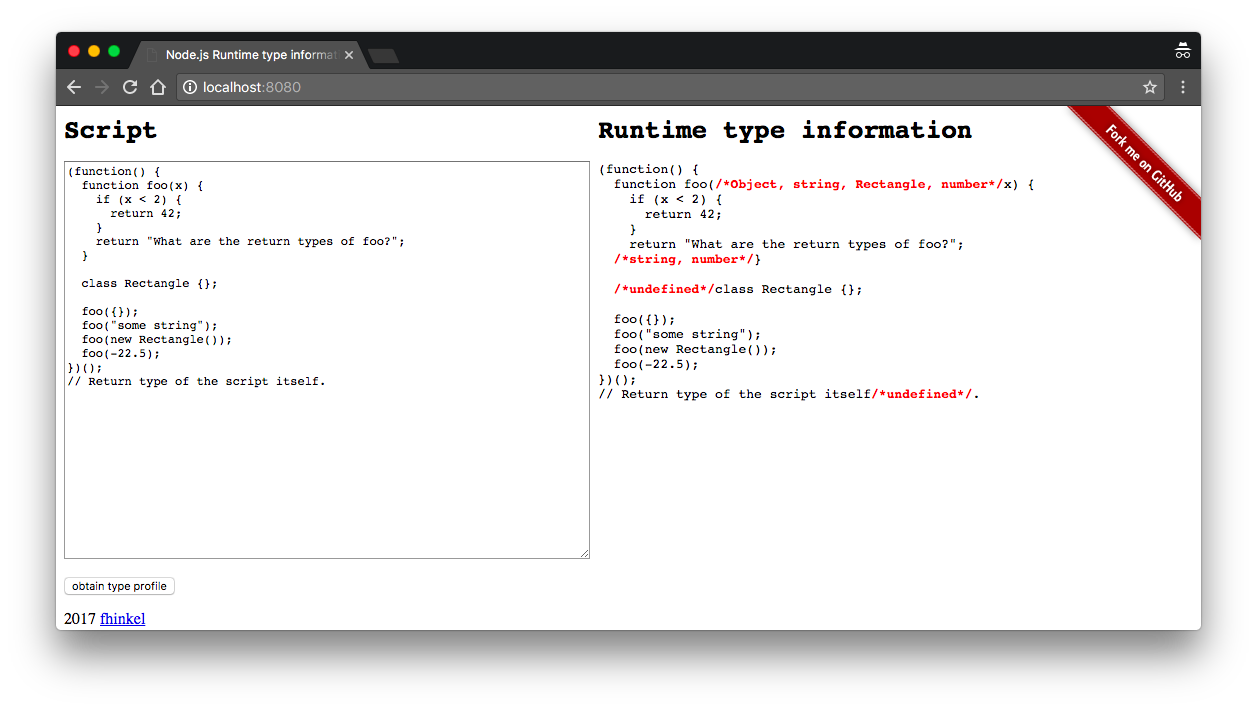 Node.js Runtime type informat
localhost:8080
Script
(function() {
  function foo(x) {
    if (x < 2) {
      return 42;
    }
    return "What are the return types of foo?";
  }

  class Rectangle {};

  foo({});
  foo("some string");
  foo(new Rectangle());
  foo(-22.5);
})();
// Return type of the script itself.
obtain type profile
2017 fhinkel
Runtime type information
(function() {
  function foo(/*Object, string, Rectangle, number*/x) {
    if (x < 2) {
      return 42;
    }
    return "What are the return types of foo?";
  /*string, number*/}

  /*undefined*/class Rectangle {};

  foo({});
  foo("some string");
  foo(new Rectangle());
  foo(-22.5);
})();
// Return type of the script itself/*undefined*/.
Fork me on GitHub